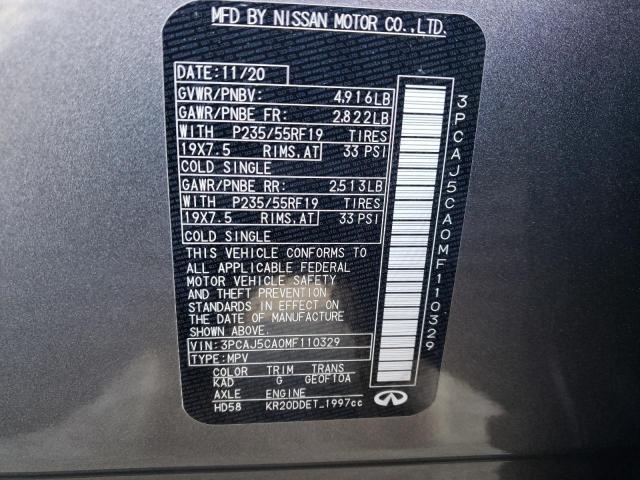 MFD BY NISSAN MOTOR CO.,LTD.
DATE: 11/20
GVWR/PNBV: 4,916LB
GAWR/PNBE FR: 2,822LB
WITH P235/55RF19 TIRES
19X7.5 RIMS,AT 33 PSI
COLD SINGLE
GAWR/PNBE RR: 2,513LB
WITH P235/55RF19 TIRES
19X7.5 RIMS,AT 33 PSI
COLD SINGLE
THIS VEHICLE CONFORMS TO
ALL APPLICABLE FEDERAL
MOTOR VEHICLE SAFETY
AND THEFT PREVENTION
STANDARDS IN EFFECT ON
THE DATE OF MANUFACTURE
SHOWN ABOVE.
VIN: 3PCAJ5CA0MF110329
TYPE: MPV
COLOR TRIM TRANS
KAD G GE0F10A
AXLE ENGINE
HD58 KR20DDET_1997cc
3PCAJ5CA0MF110329